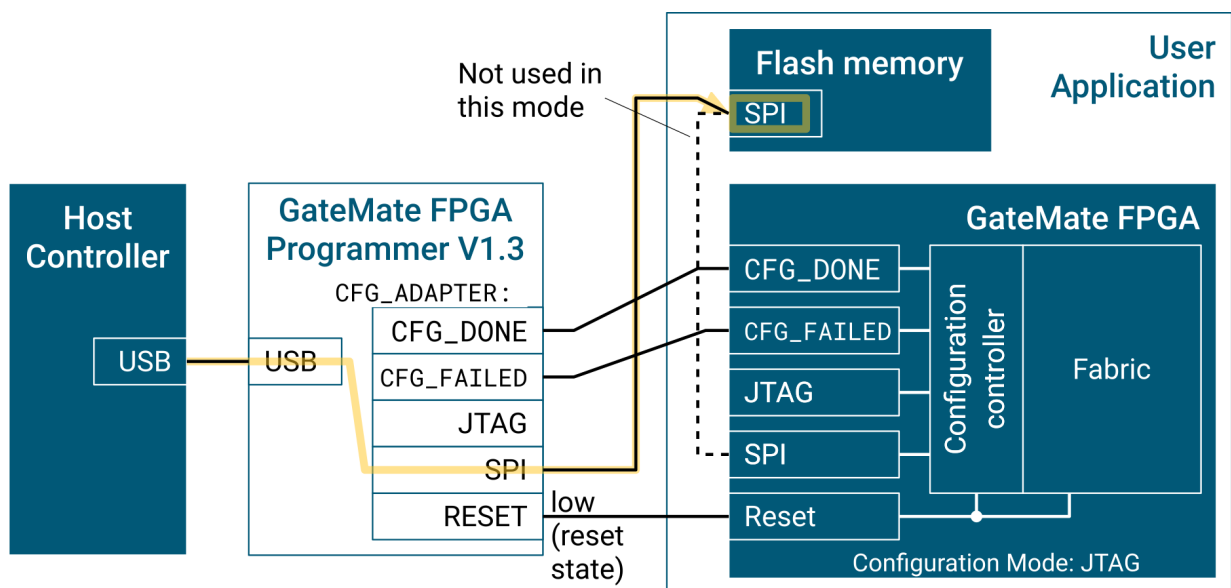 User
Application
Flash memory
SPI
Not used in
this mode
Host
Controller
USB
GateMate FPGA
Programmer V1.3
CFG_ADAPTER:
USB
CFG_DONE
CFG_FAILED
JTAG
SPI
RESET
low
(reset
state)
GateMate FPGA
CFG_DONE
CFG_FAILED
JTAG
SPI
Reset
Configuration
controller
Fabric
Configuration Mode: JTAG